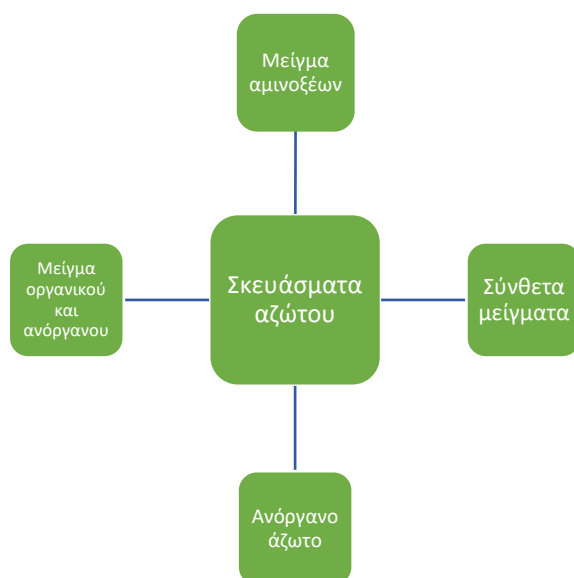 Μείγμα
αμινοξέων
Μείγμα
οργανικού
και
ανόργανου
Σκευάσματα
αζώτου
Σύνθετα
μείγματα
Ανόργανο
άζωτο